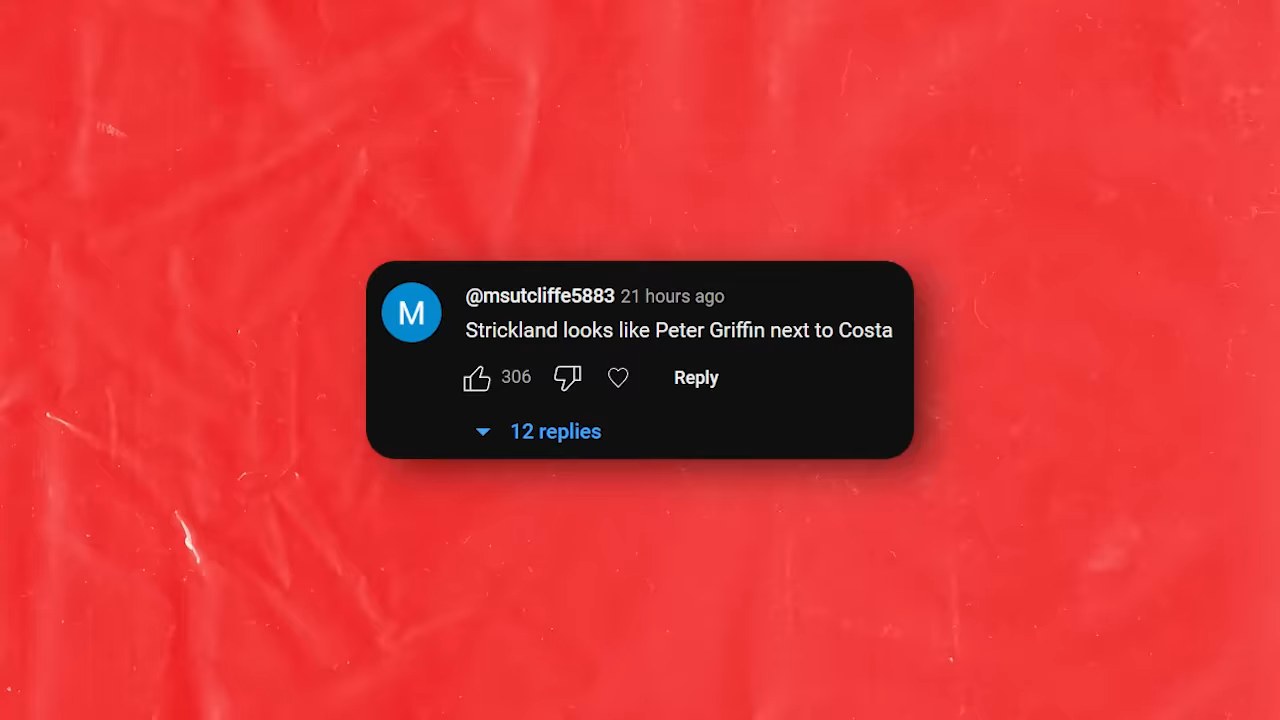 M
@msutcliffe5883 21 hours ago
Strickland looks like Peter Griffin next to Costa
306 Reply
12 replies